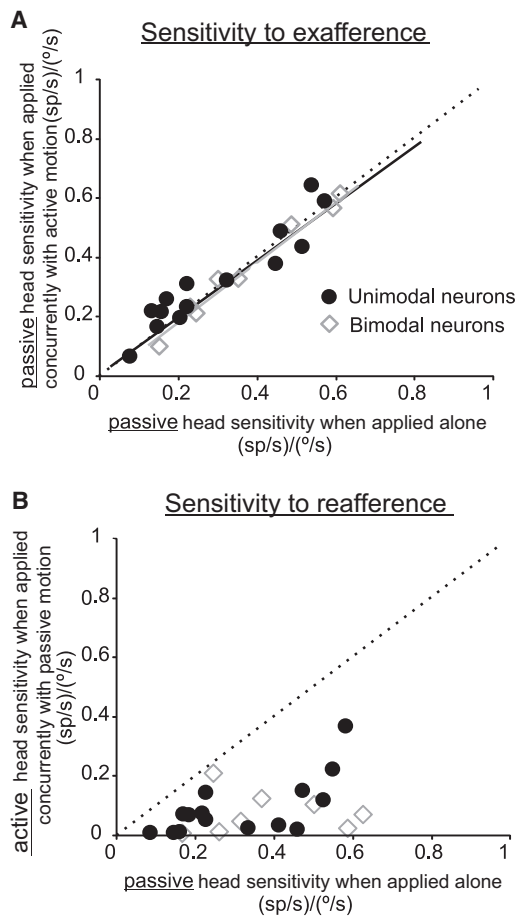 A
Sensitivity to exafference
passive head sensitivity when applied
concurrently with active motion(sp/s)/(º/s)
1
0.8
0.6
0.4
0.2
0
Unimodal neurons
Bimodal neurons
0 0.2 0.4 0.6 0.8 1
passive head sensitivity when applied alone
(sp/s)/(º/s)
B
Sensitivity to reafference
active head sensitivity when applied
concurrently with passive motion
(sp/s)/(º/s)
1
0.8
0.6
0.4
0.2
0
0 0.2 0.4 0.6 0.8 1
passive head sensitivity when applied alone
(sp/s)/(º/s)